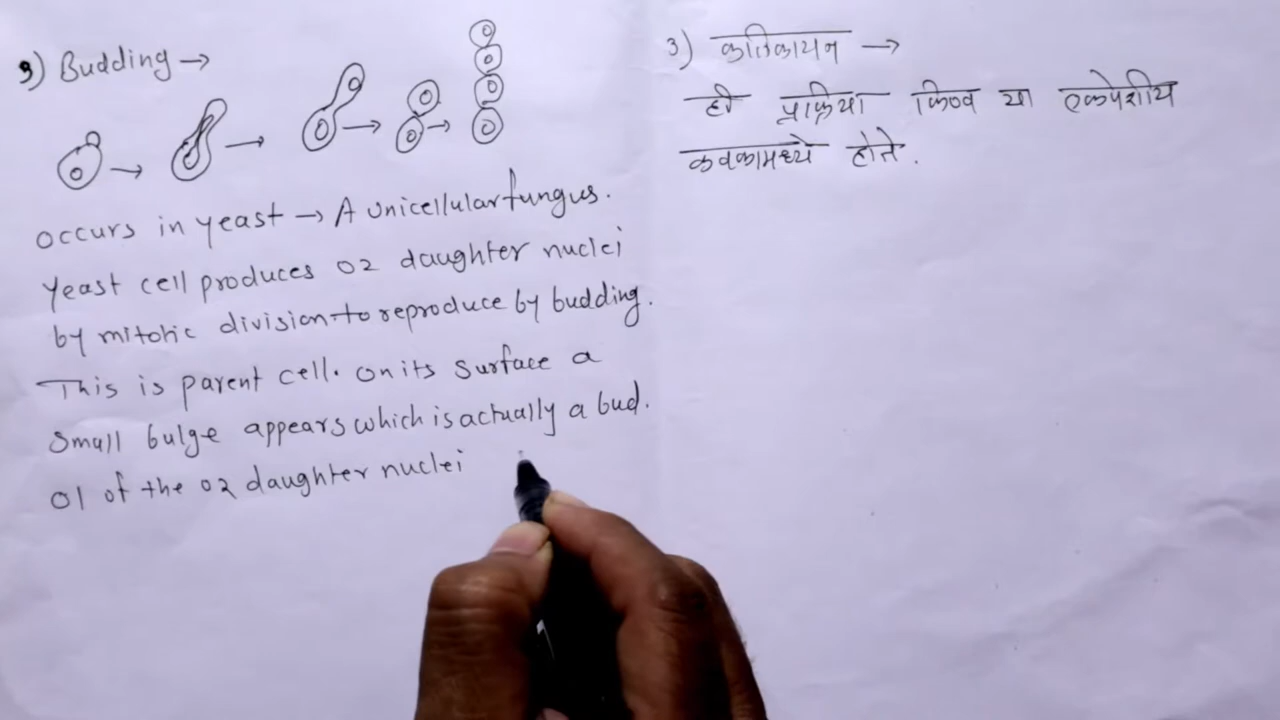 3) Budding →
occurs in yeast → A unicellular fungus.
Yeast cell produces 02 daughter nuclei
by mitotic division to reproduce by budding.
This is parent cell. On its surface a
small bulge appears which is actually a bud.
01 of the 02 daughter nuclei
3) कलिकायन →
ही प्रक्रिया किण्व या एकपेशीय
कवकामध्ये होते.